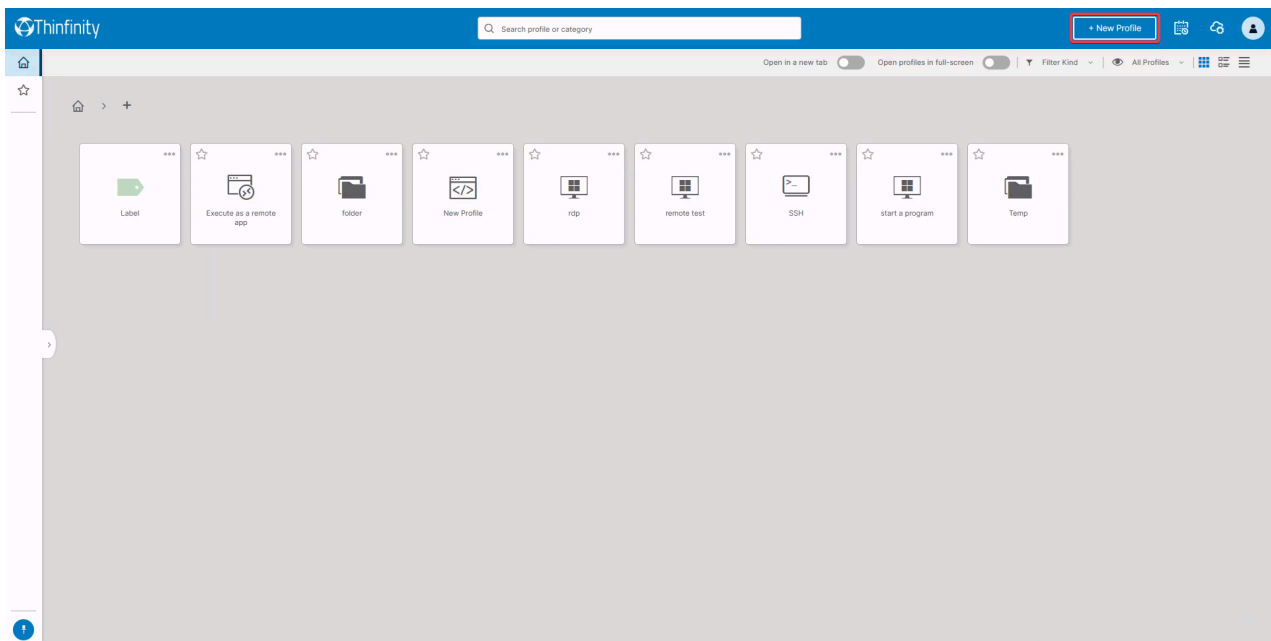 Thinfinity
Search profile or category
+ New Profile
Open in a new tab
Open profiles in full-screen
Filter Kind
All Profiles
Label
Execute as a remote
app
folder
New Profile
rdp
remote test
SSH
start a program
Temp